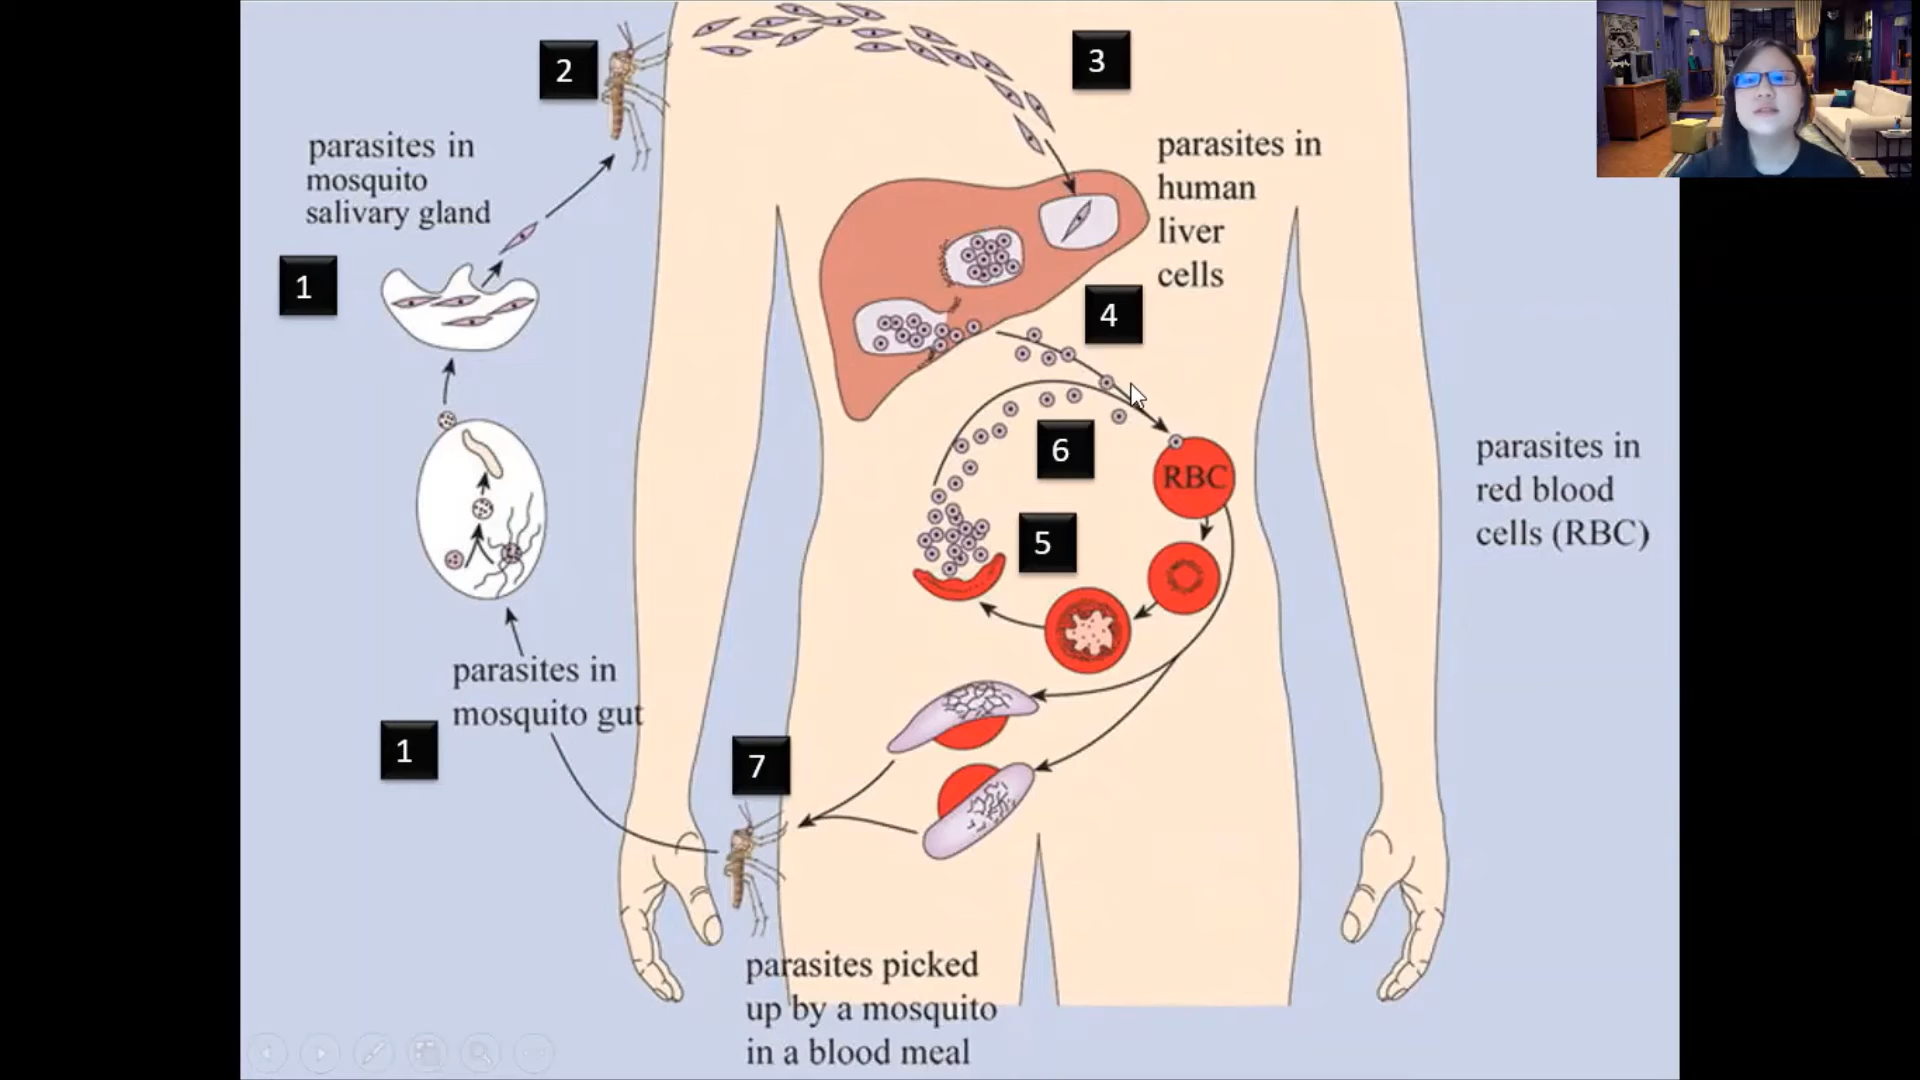 2
3
parasites in
mosquito
salivary gland
parasites in
human
liver
cells
1
4
6
RBC
parasites in
red blood
cells (RBC)
5
parasites in
mosquito gut
1
7
parasites picked
up by a mosquito
in a blood meal